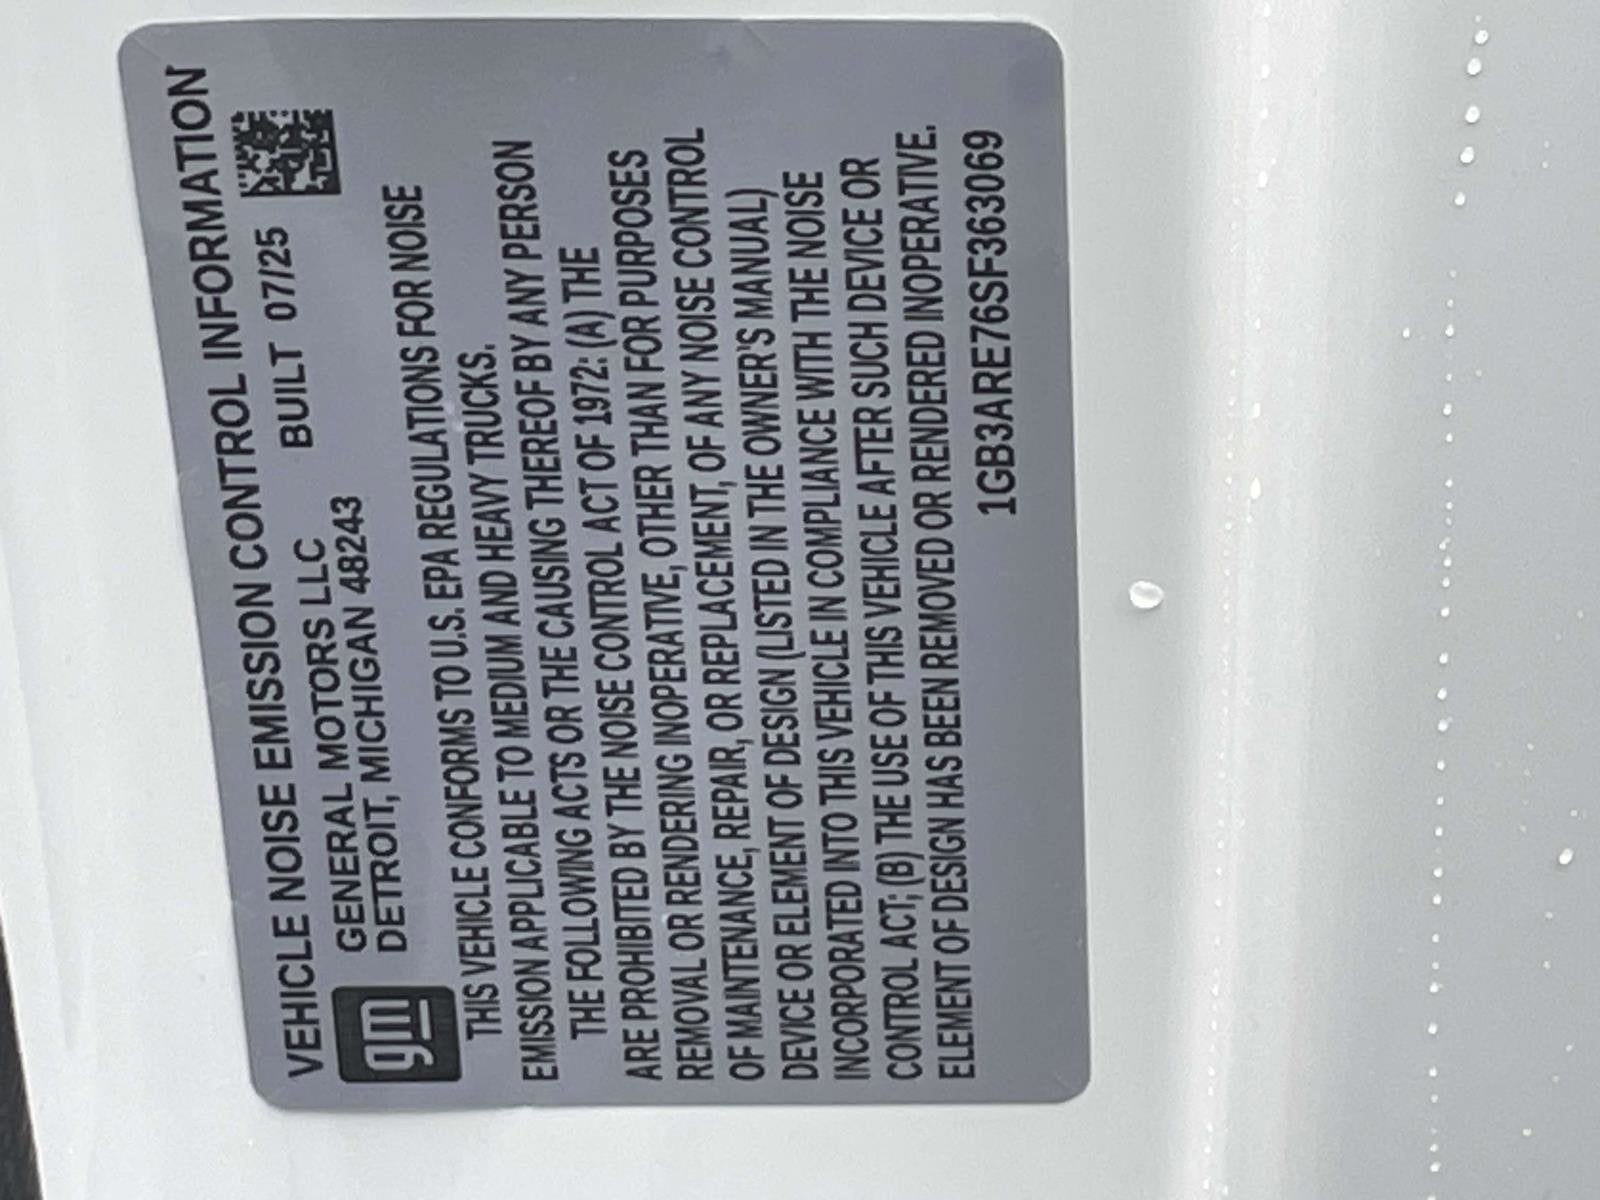 VEHICLE NOISE EMISSION CONTROL INFORMATION
gm
GENERAL MOTORS LLC BUILT 07/25
DETROIT, MICHIGAN 48243
THIS VEHICLE CONFORMS TO U.S. EPA REGULATIONS FOR NOISE
EMISSION APPLICABLE TO MEDIUM AND HEAVY TRUCKS.
THE FOLLOWING ACTS OR THE CAUSING THEREOF BY ANY PERSON
ARE PROHIBITED BY THE NOISE CONTROL ACT OF 1972: (A) THE
REMOVAL OR RENDERING INOPERATIVE, OTHER THAN FOR PURPOSES
OF MAINTENANCE, REPAIR, OR REPLACEMENT, OF ANY NOISE CONTROL
DEVICE OR ELEMENT OF DESIGN (LISTED IN THE OWNER'S MANUAL)
INCORPORATED INTO THIS VEHICLE IN COMPLIANCE WITH THE NOISE
CONTROL ACT; (B) THE USE OF THIS VEHICLE AFTER SUCH DEVICE OR
ELEMENT OF DESIGN HAS BEEN REMOVED OR RENDERED INOPERATIVE.
1GB3ARE76SF363069